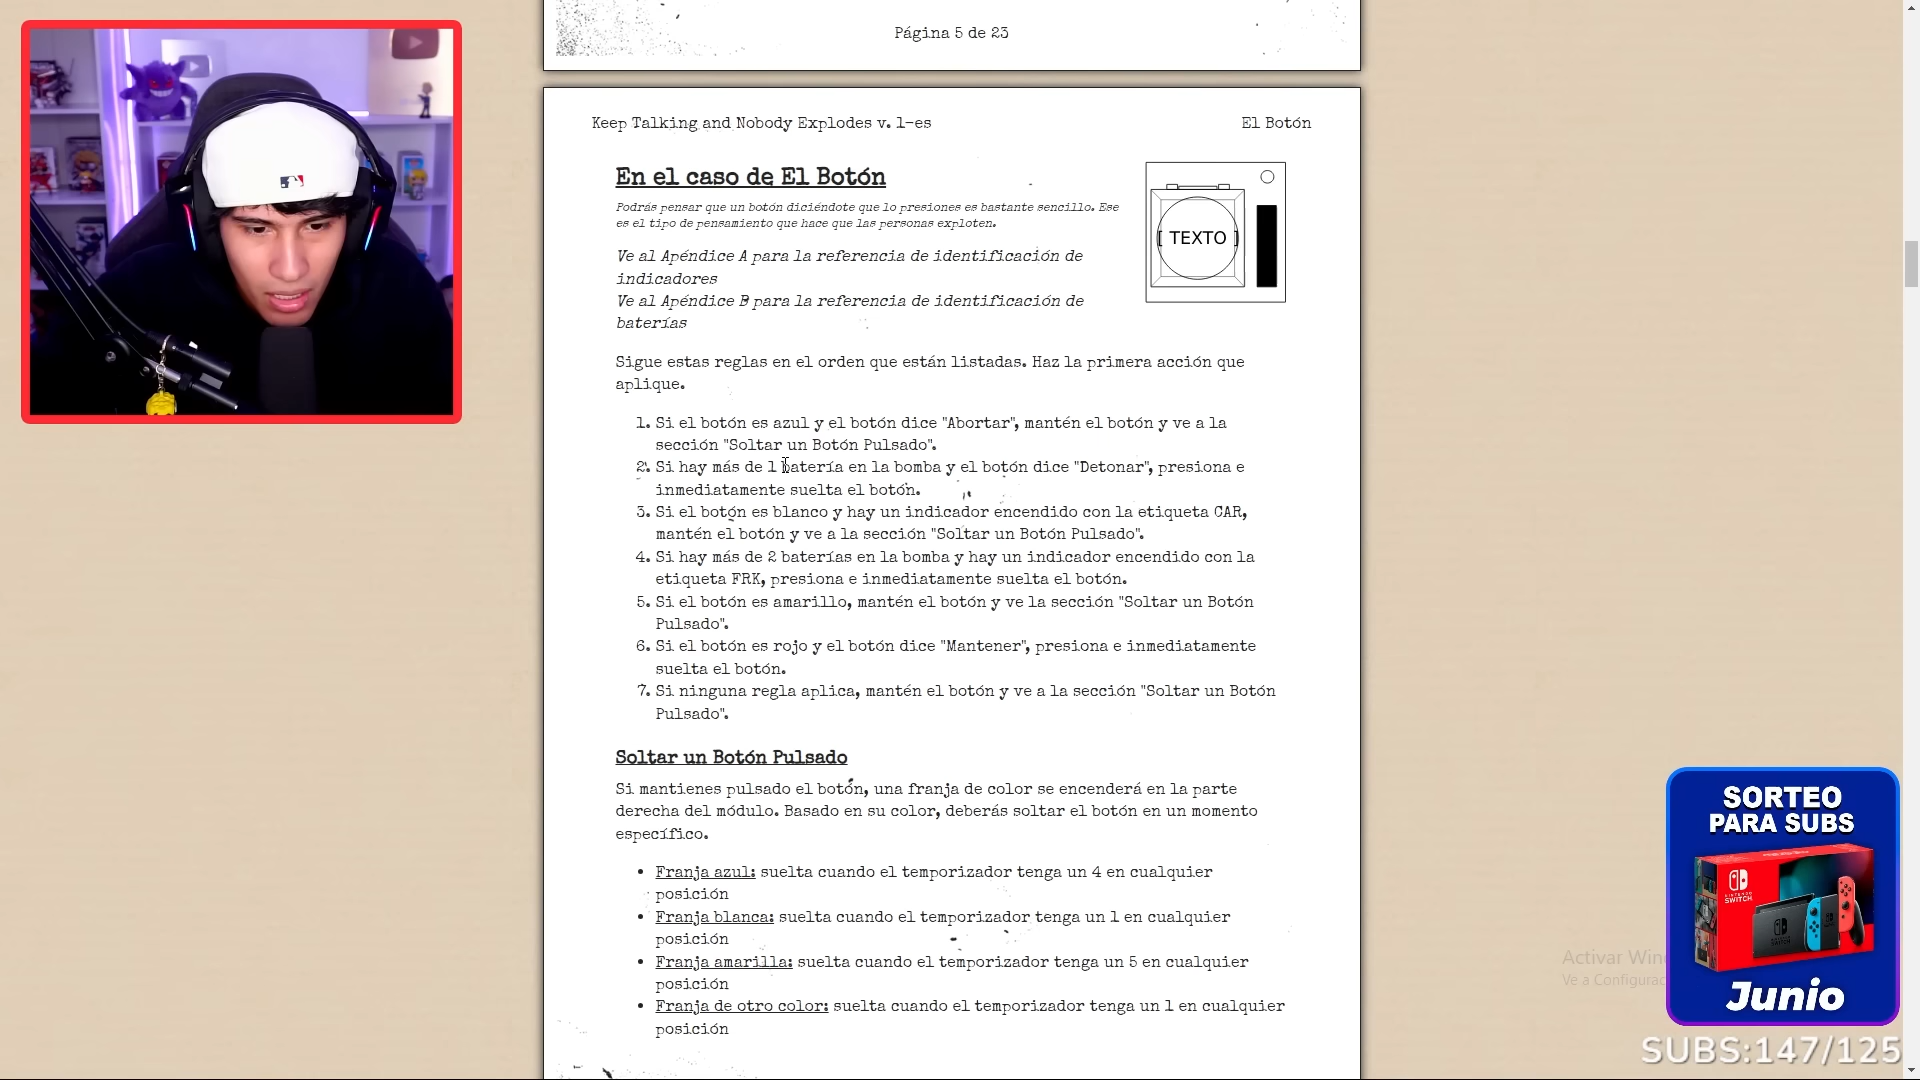 Página 5 de 23
Keep Talking and Nobody Explodes v. 1-es
El Botón
En el caso de El Botón
Podrás pensar que un botón diciéndote que lo presiones es bastante sencillo. Ese
es el tipo de pensamiento que hace que las personas exploten.
TEXTO
Ve al Apéndice A para la referencia de identificación de
indicadores
Ve al Apéndice B para la referencia de identificación de
baterías
Sigue estas reglas en el orden que están listadas. Haz la primera acción que
aplique.
1. Si el botón es azul y el botón dice "Abortar", mantén el botón y ve a la
sección "Soltar un Botón Pulsado".
2. Si hay más de 1 batería en la bomba y el botón dice "Detonar", presiona e
inmediatamente suelta el botón.
3. Si el botón es blanco y hay un indicador encendido con la etiqueta CAR,
mantén el botón y ve a la sección "Soltar un Botón Pulsado".
4. Si hay más de 2 baterías en la bomba y hay un indicador encendido con la
etiqueta FRK, presiona e inmediatamente suelta el botón.
5. Si el botón es amarillo, mantén el botón y ve la sección "Soltar un Botón
Pulsado".
6. Si el botón es rojo y el botón dice "Mantener", presiona e inmediatamente
suelta el botón.
7. Si ninguna regla aplica, mantén el botón y ve a la sección "Soltar un Botón
Pulsado".
Soltar un Botón Pulsado
Si mantienes pulsado el botón, una franja de color se encenderá en la parte
derecha del módulo. Basado en su color, deberás soltar el botón en un momento
específico.
• Franja azul: suelta cuando el temporizador tenga un 4 en cualquier
posición
• Franja blanca: suelta cuando el temporizador tenga un 1 en cualquier
posición
• Franja amarilla: suelta cuando el temporizador tenga un 5 en cualquier
posición
• Franja de otro color: suelta cuando el temporizador tenga un 1 en cualquier
posición
SORTEO
PARA SUBS
NINTENDO
SWITCH
Junio
Activar
Ve a
SUBS:147/125